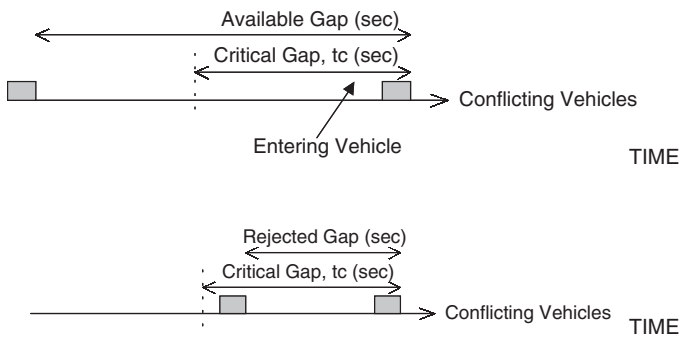 Available Gap (sec)
Critical Gap, tc (sec)
Conflicting Vehicles
Entering Vehicle
TIME
Rejected Gap (sec)
Critical Gap, tc (sec)
Conflicting Vehicles
TIME